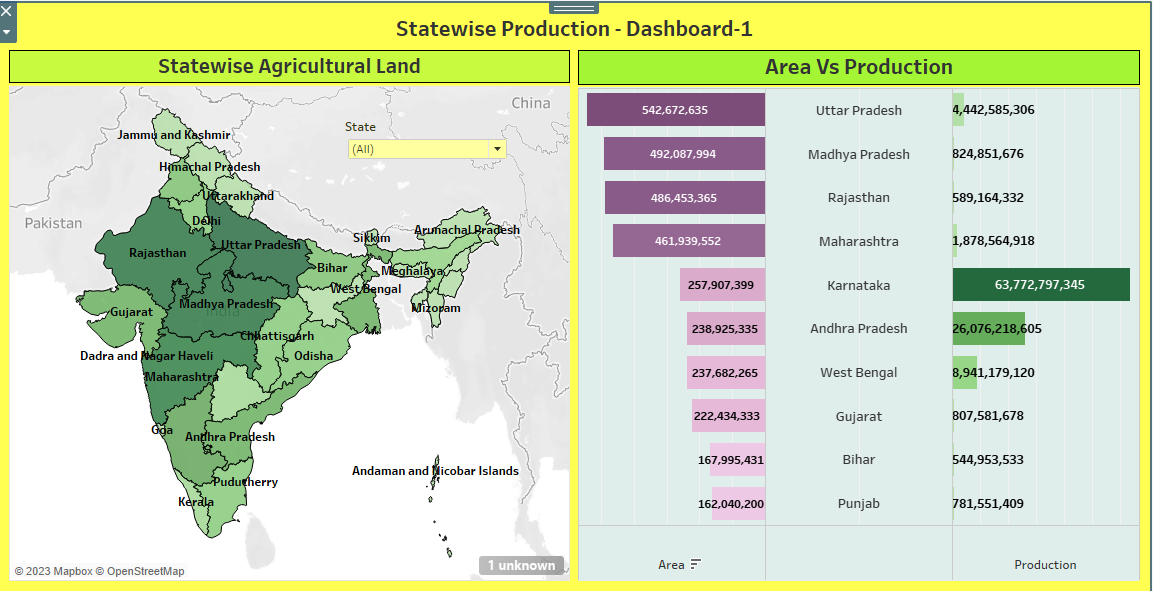 Statewise Production - Dashboard-1
Statewise Agricultural Land
China
State
(All)
Jammu and Kashmir
Himachal Pradesh
Uttarakhand
Pakistan
Delhi
Arunachal Pradesh
Sikkim
Uttar Pradesh
Rajasthan
Bihar
Meghalaya
West Bengal
Madhya Pradesh
India
Gujarat
Mizoram
Chhattisgarh
Dadra and Nagar Haveli
Odisha
Maharashtra
Goa
Andhra Pradesh
Andaman and Nicobar Islands
Puducherry
Kerala
© 2023 Mapbox © OpenStreetMap
1 unknown
Area Vs Production
542,672,635 Uttar Pradesh 4,442,585,306
492,087,994 Madhya Pradesh 824,851,676
486,453,365 Rajasthan 589,164,332
461,939,552 Maharashtra 1,878,564,918
257,907,399 Karnataka 63,772,797,345
238,925,335 Andhra Pradesh 26,076,218,605
237,682,265 West Bengal 8,941,179,120
222,434,333 Gujarat 807,581,678
167,995,431 Bihar 544,953,533
162,040,200 Punjab 781,551,409
Area Production